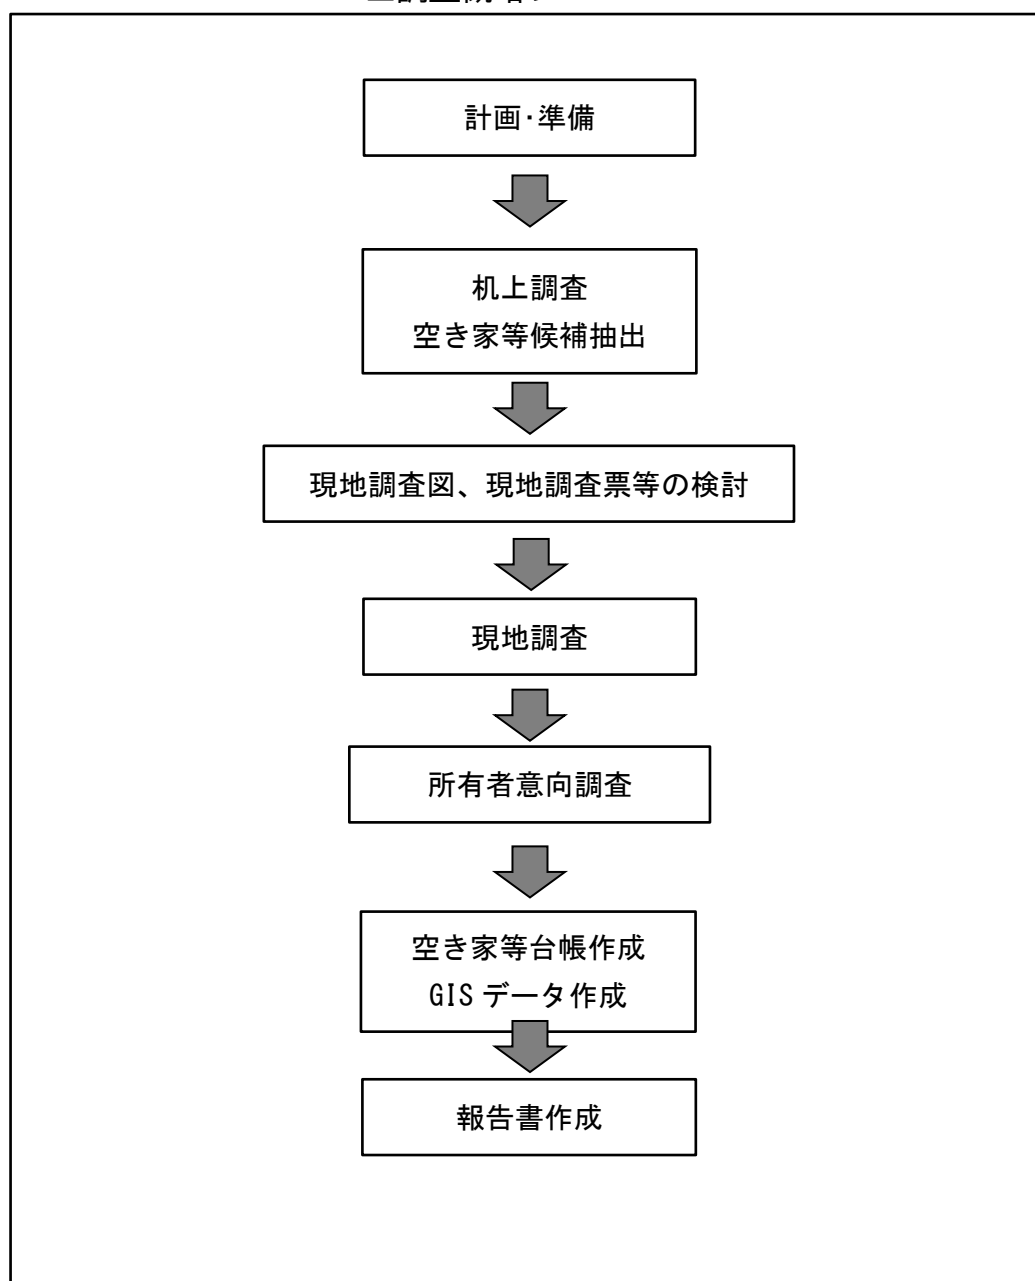 計画・準備
机上調査
空き家等候補抽出
現地調査図、現地調査票等の検討
現地調査
所有者意向調査
空き家等台帳作成
GIS データ作成
報告書作成